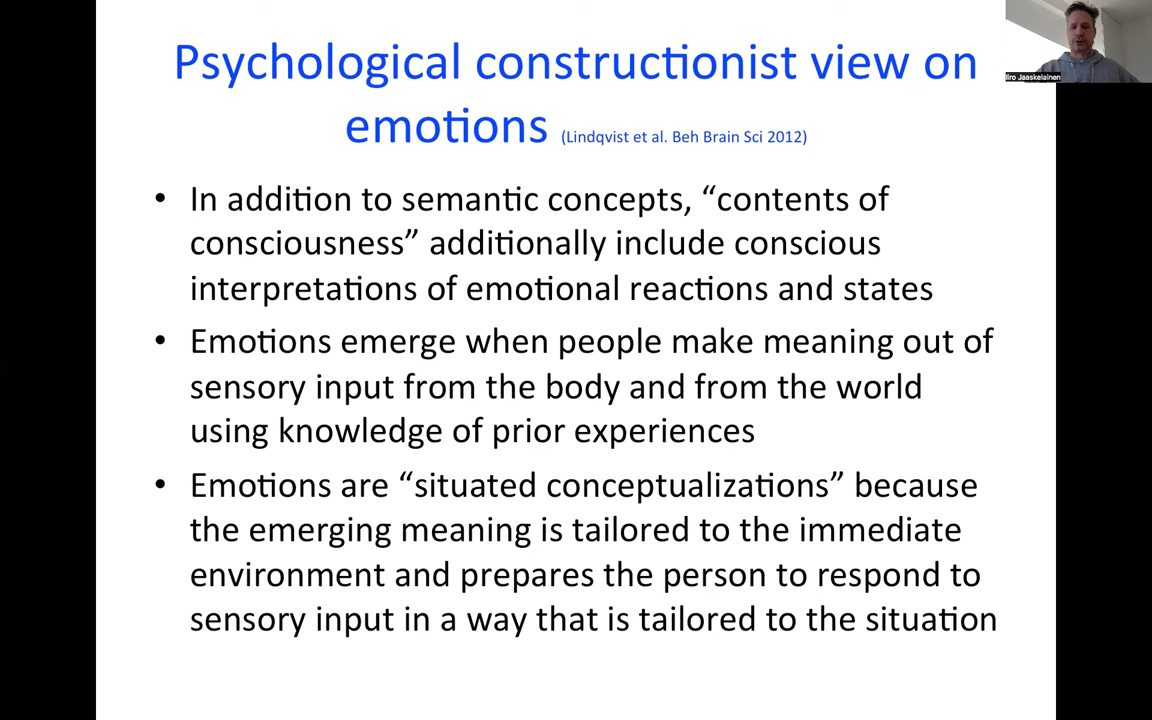 Psychological constructionist view on
emotions (Lindqvist et al. Beh Brain Sci 2012)
Iiro Jaaskelainen
• In addition to semantic concepts, “contents of
consciousness” additionally include conscious
interpretations of emotional reactions and states
• Emotions emerge when people make meaning out of
sensory input from the body and from the world
using knowledge of prior experiences
• Emotions are “situated conceptualizations” because
the emerging meaning is tailored to the immediate
environment and prepares the person to respond to
sensory input in a way that is tailored to the situation